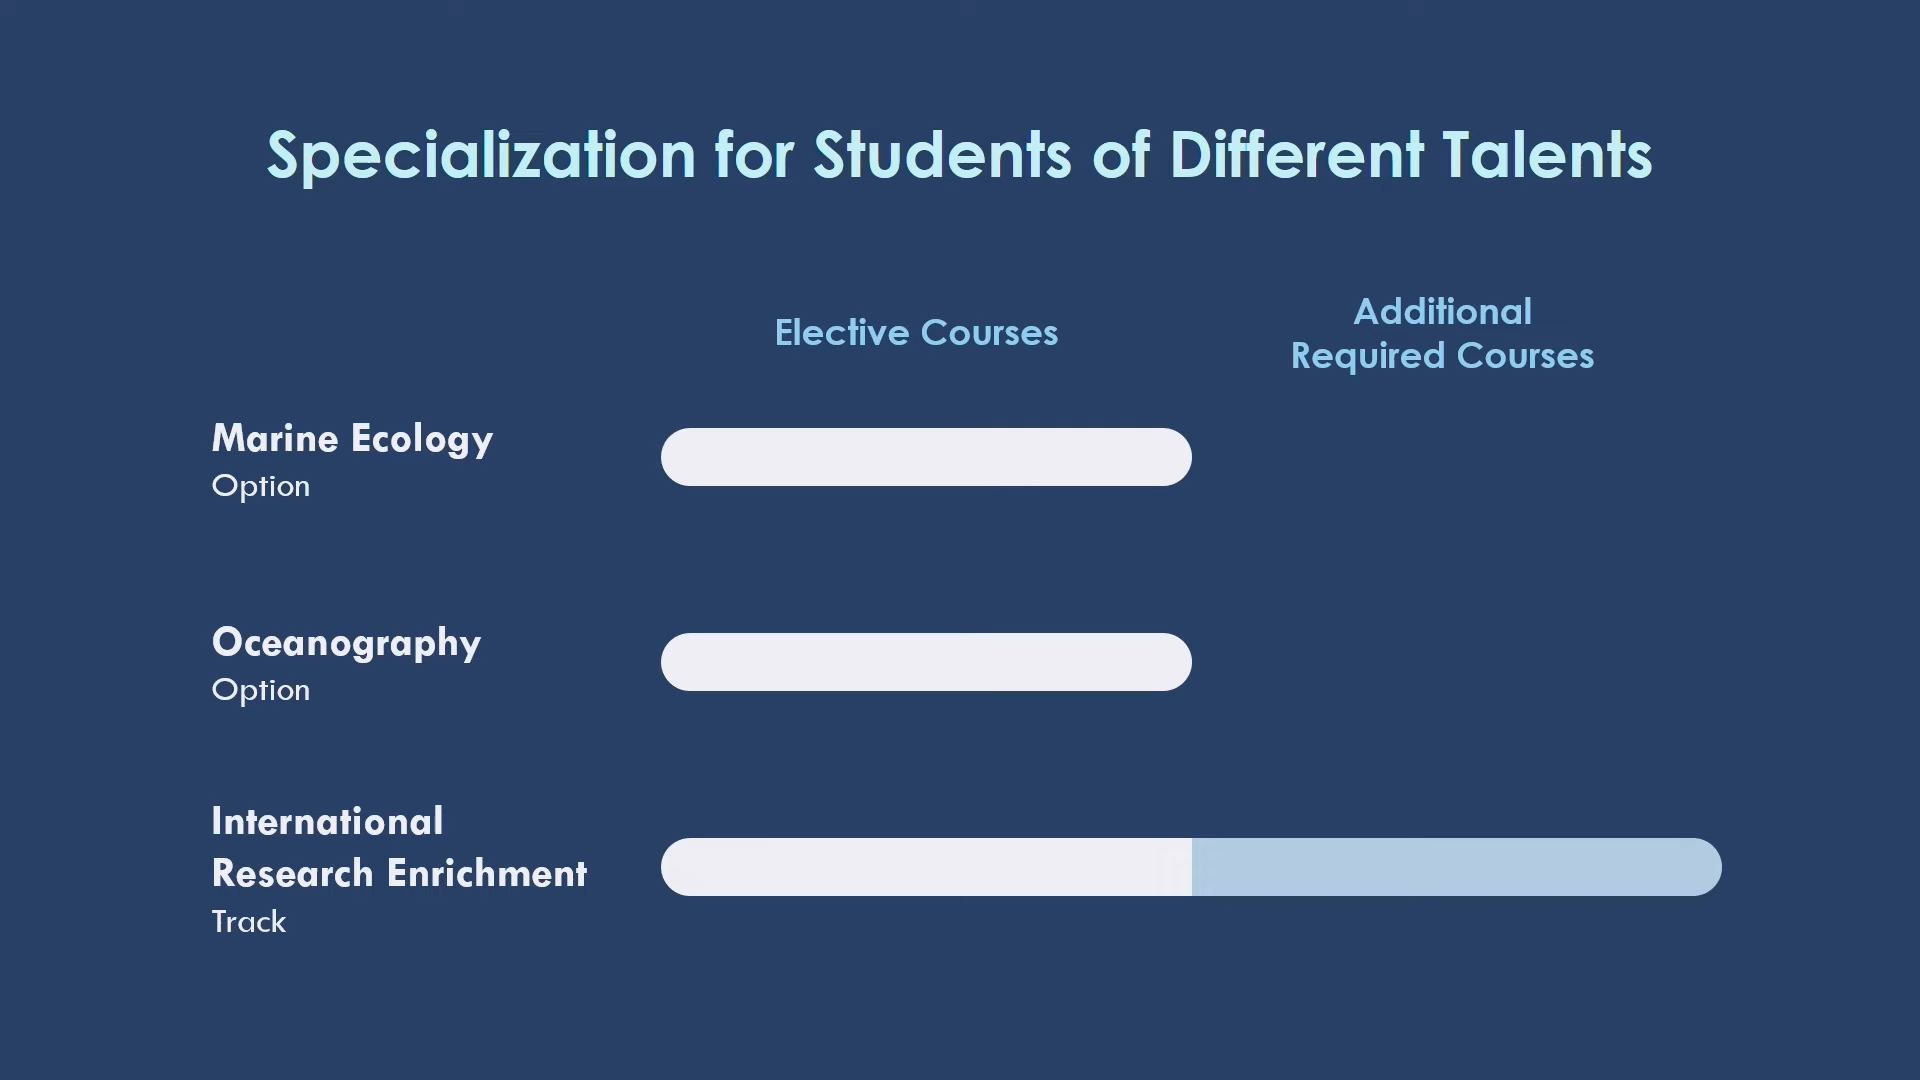 Specialization for Students of Different Talents
Elective Courses
Additional
Required Courses
Marine Ecology
Option
Oceanography
Option
International
Research Enrichment
Track